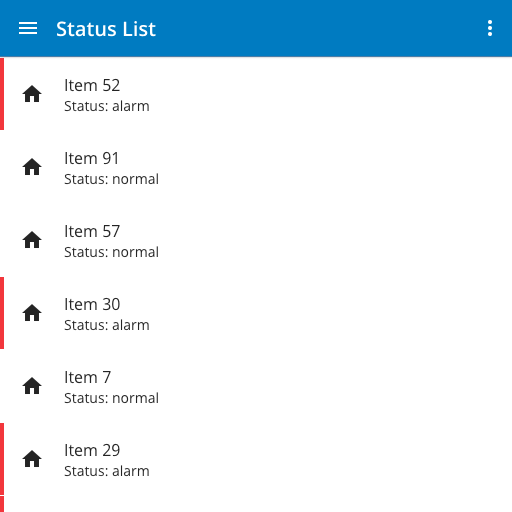 Status List
Item 52
Status: alarm
Item 91
Status: normal
Item 57
Status: normal
Item 30
Status: alarm
Item 7
Status: normal
Item 29
Status: alarm